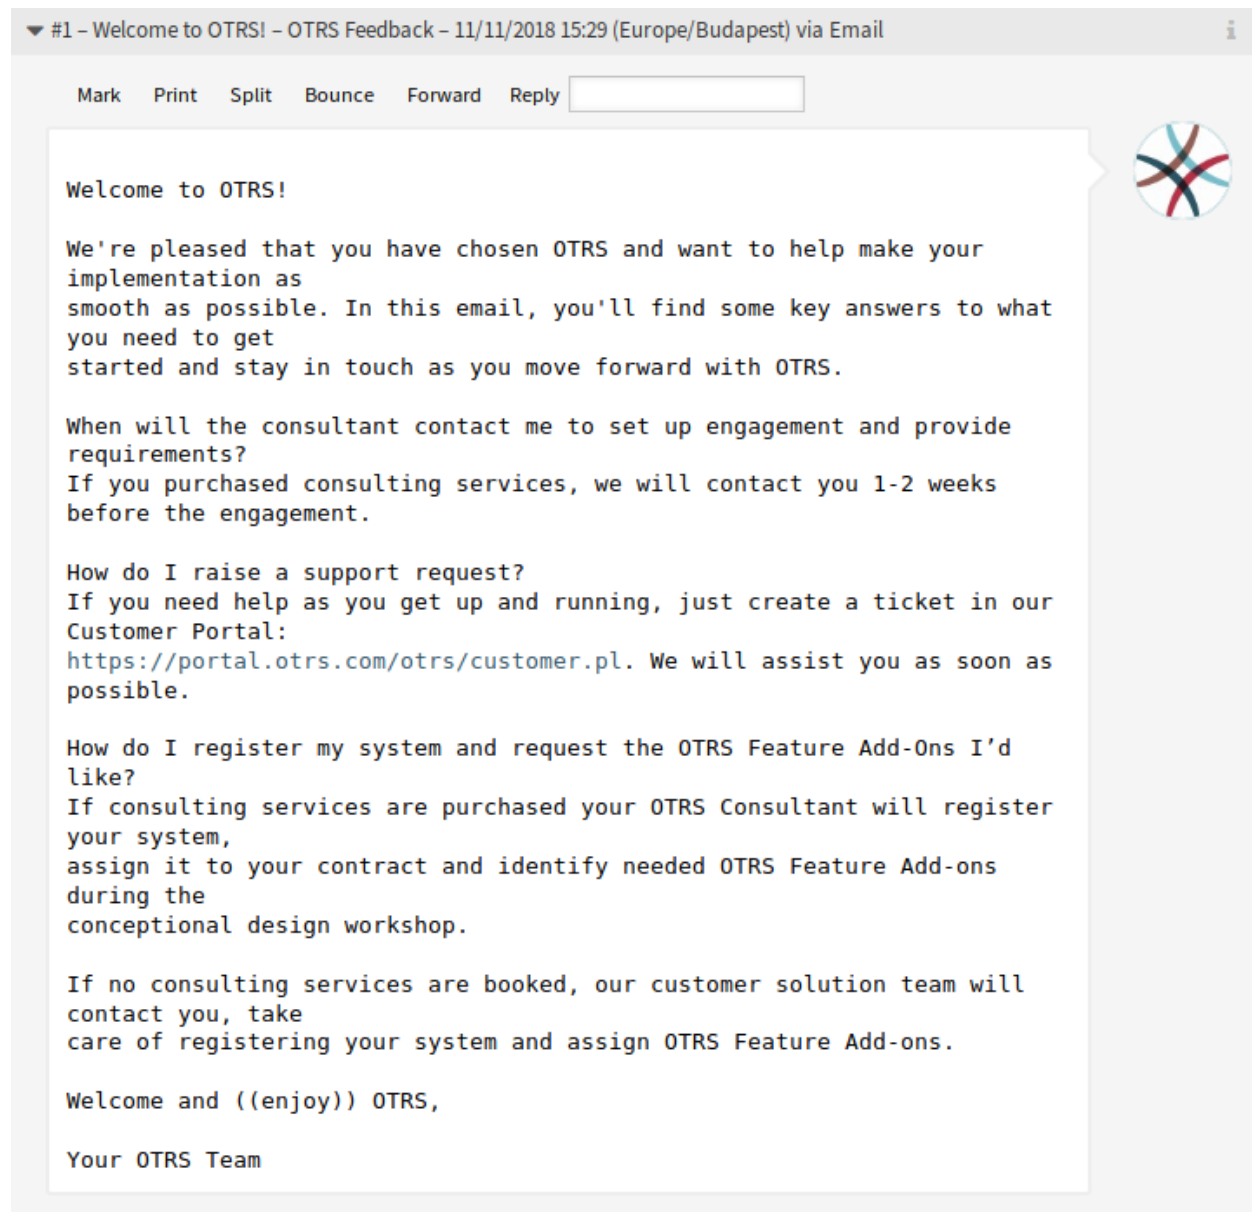 #1 – Welcome to OTRS! – OTRS Feedback – 11/11/2018 15:29 (Europe/Budapest) via Email
Mark Print Split Bounce Forward Reply
Welcome to OTRS!
We're pleased that you have chosen OTRS and want to help make your
implementation as
smooth as possible. In this email, you'll find some key answers to what
you need to get
started and stay in touch as you move forward with OTRS.
When will the consultant contact me to set up engagement and provide
requirements?
If you purchased consulting services, we will contact you 1-2 weeks
before the engagement.
How do I raise a support request?
If you need help as you get up and running, just create a ticket in our
Customer Portal:
https://portal.otrs.com/otrs/customer.pl. We will assist you as soon as
possible.
How do I register my system and request the OTRS Feature Add-Ons I’d
like?
If consulting services are purchased your OTRS Consultant will register
your system,
assign it to your contract and identify needed OTRS Feature Add-ons
during the
conceptional design workshop.
If no consulting services are booked, our customer solution team will
contact you, take
care of registering your system and assign OTRS Feature Add-ons.
Welcome and ((enjoy)) OTRS,
Your OTRS Team